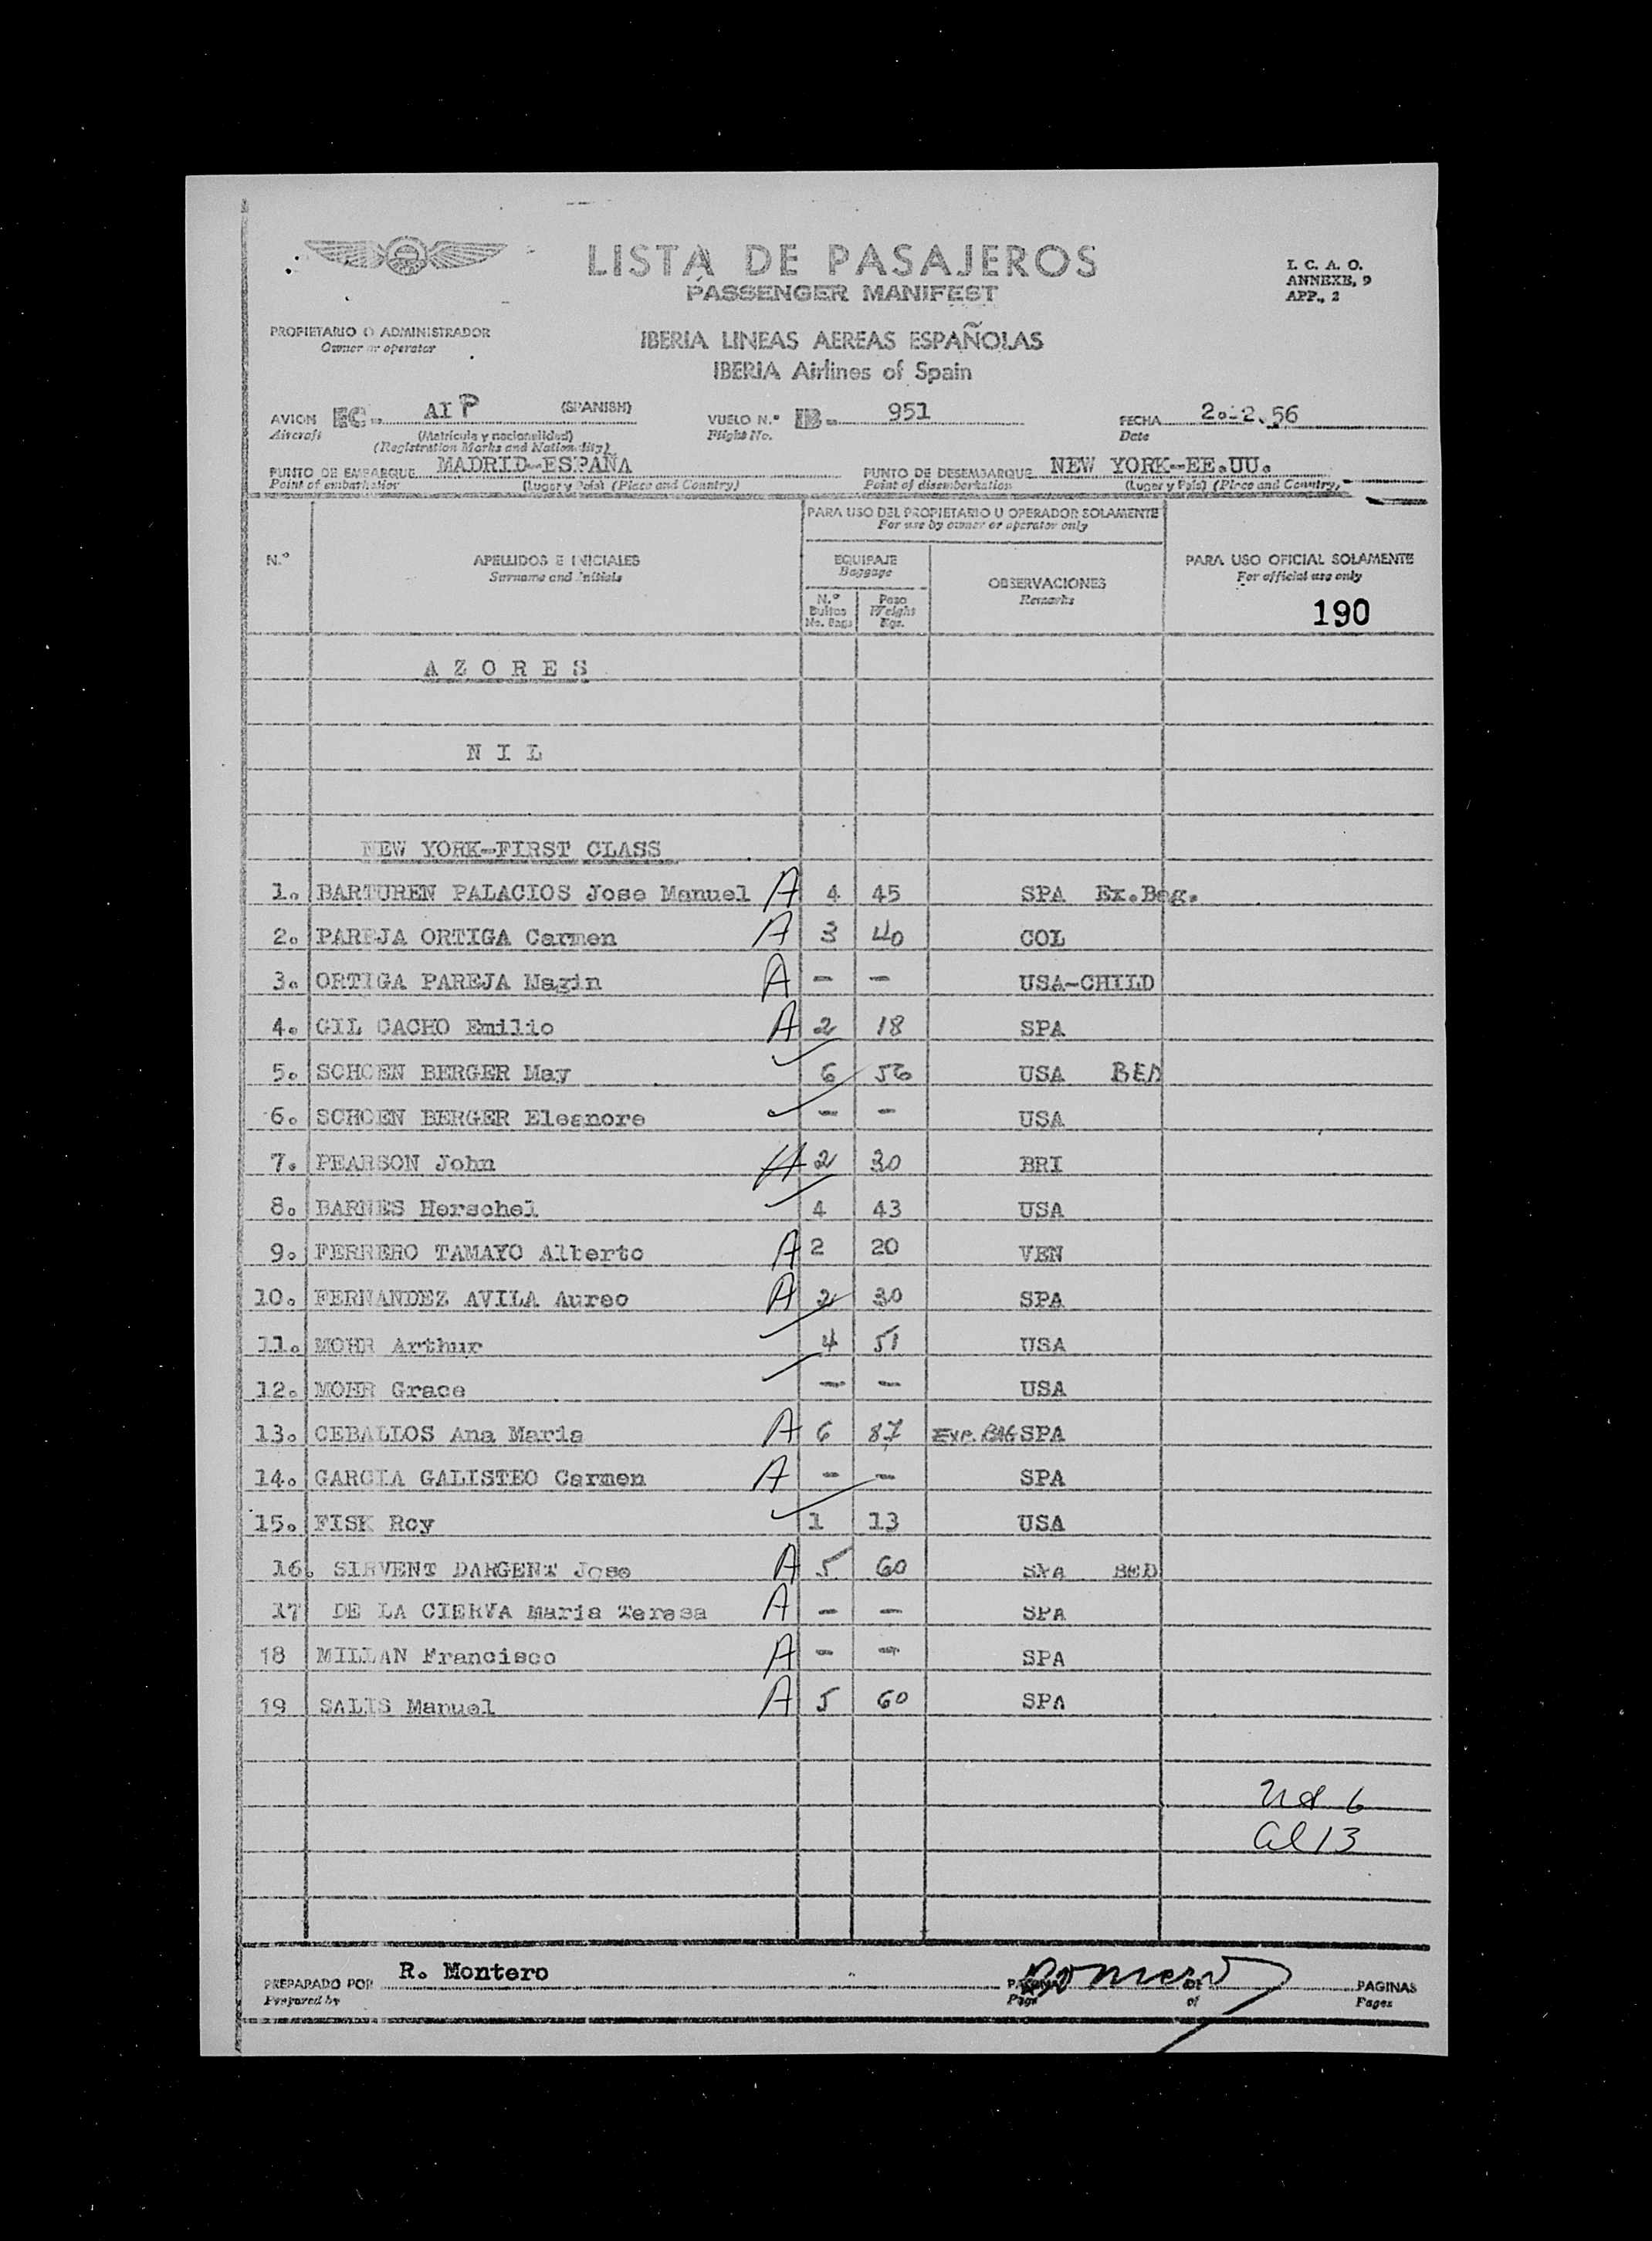 LISTA DE PASAJEROS
PASSENGER MANIFEST
I. C. A. O.
ANNEXE, 9
APP., 2
PROPIETARIO O ADMINISTRADOR
Owner or operator
IBERIA LINEAS AEREAS ESPAÑOLAS
IBERIA Airlines of Spain
AVION EC- AIP (SPANISH) VUELO N.º IB- 951 FECHA 2.-2.56
Aircraft (Matricula y nacionalidad) Flight No. Date
(Registration Marks and Nationality)
PUNTO DE EMBARQUE MADRID-ESPAÑA PUNTO DE DESEMBARQUE NEW YORK-EE.UU.
Point of embarkation (Lugar y País) (Place and Country) Point of disembarkation (Lugar y País) (Place and Country)
PARA USO DEL PROPIETARIO U OPERADOR SOLAMENTE
For use by owner or operator only
N.º APELLIDOS E INICIALES EQUIPAJE PARA USO OFICIAL SOLAMENTE
Surname and Initials Baggage OBSERVACIONES For official use only
N.º Peso Remarks
Bultos Weight
No. Bags Kgs.
190
AZORES
NIL
NEW YORK-FIRST CLASS
1. BARTUREN PALACIOS Jose Manuel A 4 45 SPA Ex.Bag.
2. PAREJA ORTIGA Carmen A 3 40 COL
3. ORTIGA PAREJA Magin A - - USA-CHILD
4. GIL CACHO Emilio A 2 18 SPA
5. SCHOEN BERGER May 6 56 USA BED
6. SCHOEN BERGER Eleanore - - USA
7. PEARSON John A 2 30 BRI
8. BARNES Herschel 4 43 USA
9. FERRERO TAMAYO Alberto A 2 20 VEN
10. FERNANDEZ AVILA Aureo A 2 30 SPA
11. MOHR Arthur 4 51 USA
12. MOHR Grace - - USA
13. CEBALLOS Ana Maria A 6 87 Exc. BAG SPA
14. GARCIA GALISTEO Carmen A - - SPA
15. FISK Roy 1 13 USA
16. SIRVENT DARGENT Jose A 5 60 SPA BED
17 DE LA CIERVA Maria Teresa A - - SPA
18 MILLAN Francisco A - - SPA
19 SALIS Manuel A 5 60 SPA
6
al 13
PREPARADO POR R. Montero PAGINA DE PAGINAS
Prepared by Page of Pages